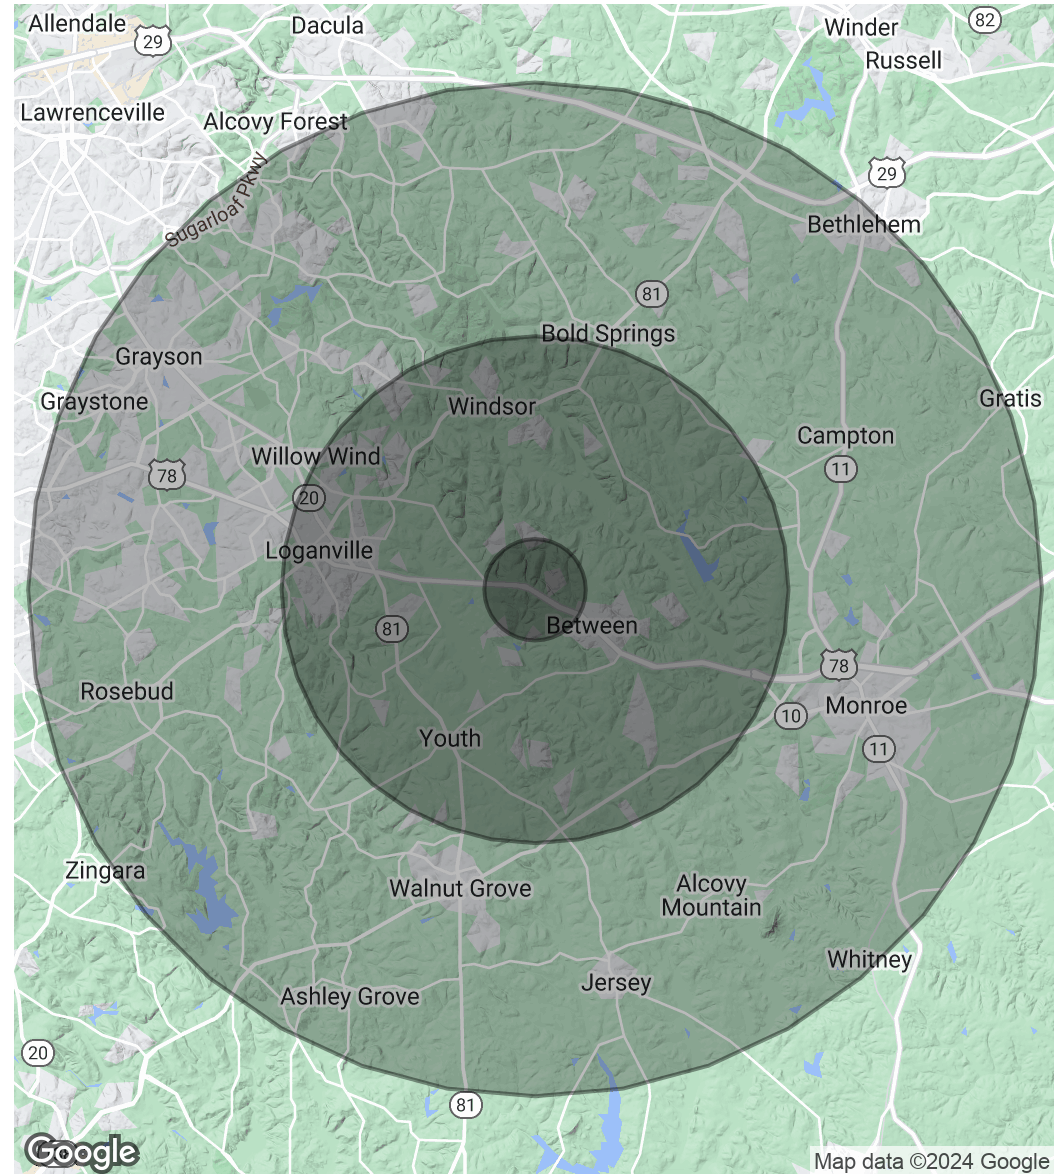 Allendale
29
Dacula
Winder
82
Russell
Lawrenceville
Alcovy Forest
Sugarloaf Pkwy
29
Bethlehem
81
Bold Springs
Grayson
Graystone
Windsor
Gratis
Campton
Willow Wind
11
78
20
Loganville
81
Between
78
Rosebud
Monroe
10
Youth
11
Zingara
Walnut Grove
Alcovy
Mountain
Whitney
Jersey
Ashley Grove
20
81
Google
Map data ©2024 Google